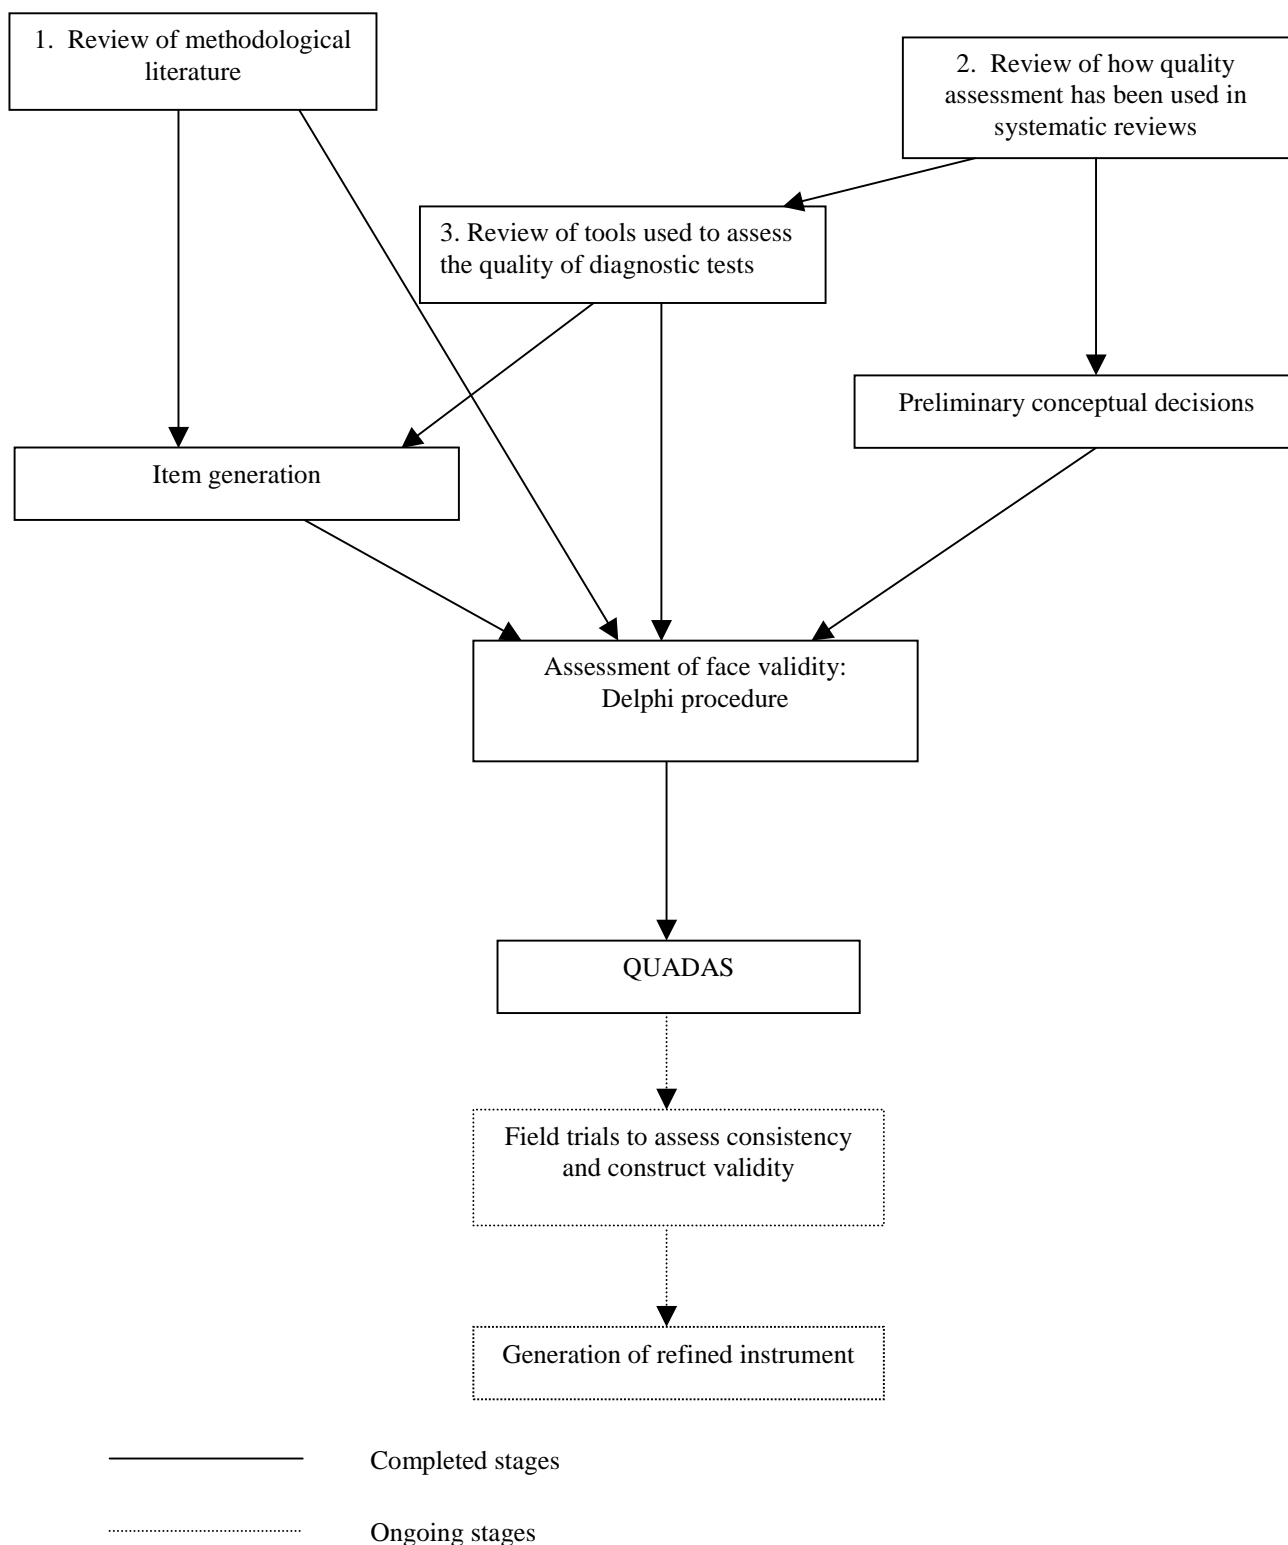 1. Review of methodological
literature
2. Review of how quality
assessment has been used in
systematic reviews
3. Review of tools used to assess
the quality of diagnostic tests
Preliminary conceptual decisions
Item generation
Assessment of face validity:
Delphi procedure
QUADAS
Field trials to assess consistency
and construct validity
Generation of refined instrument
Completed stages
Ongoing stages